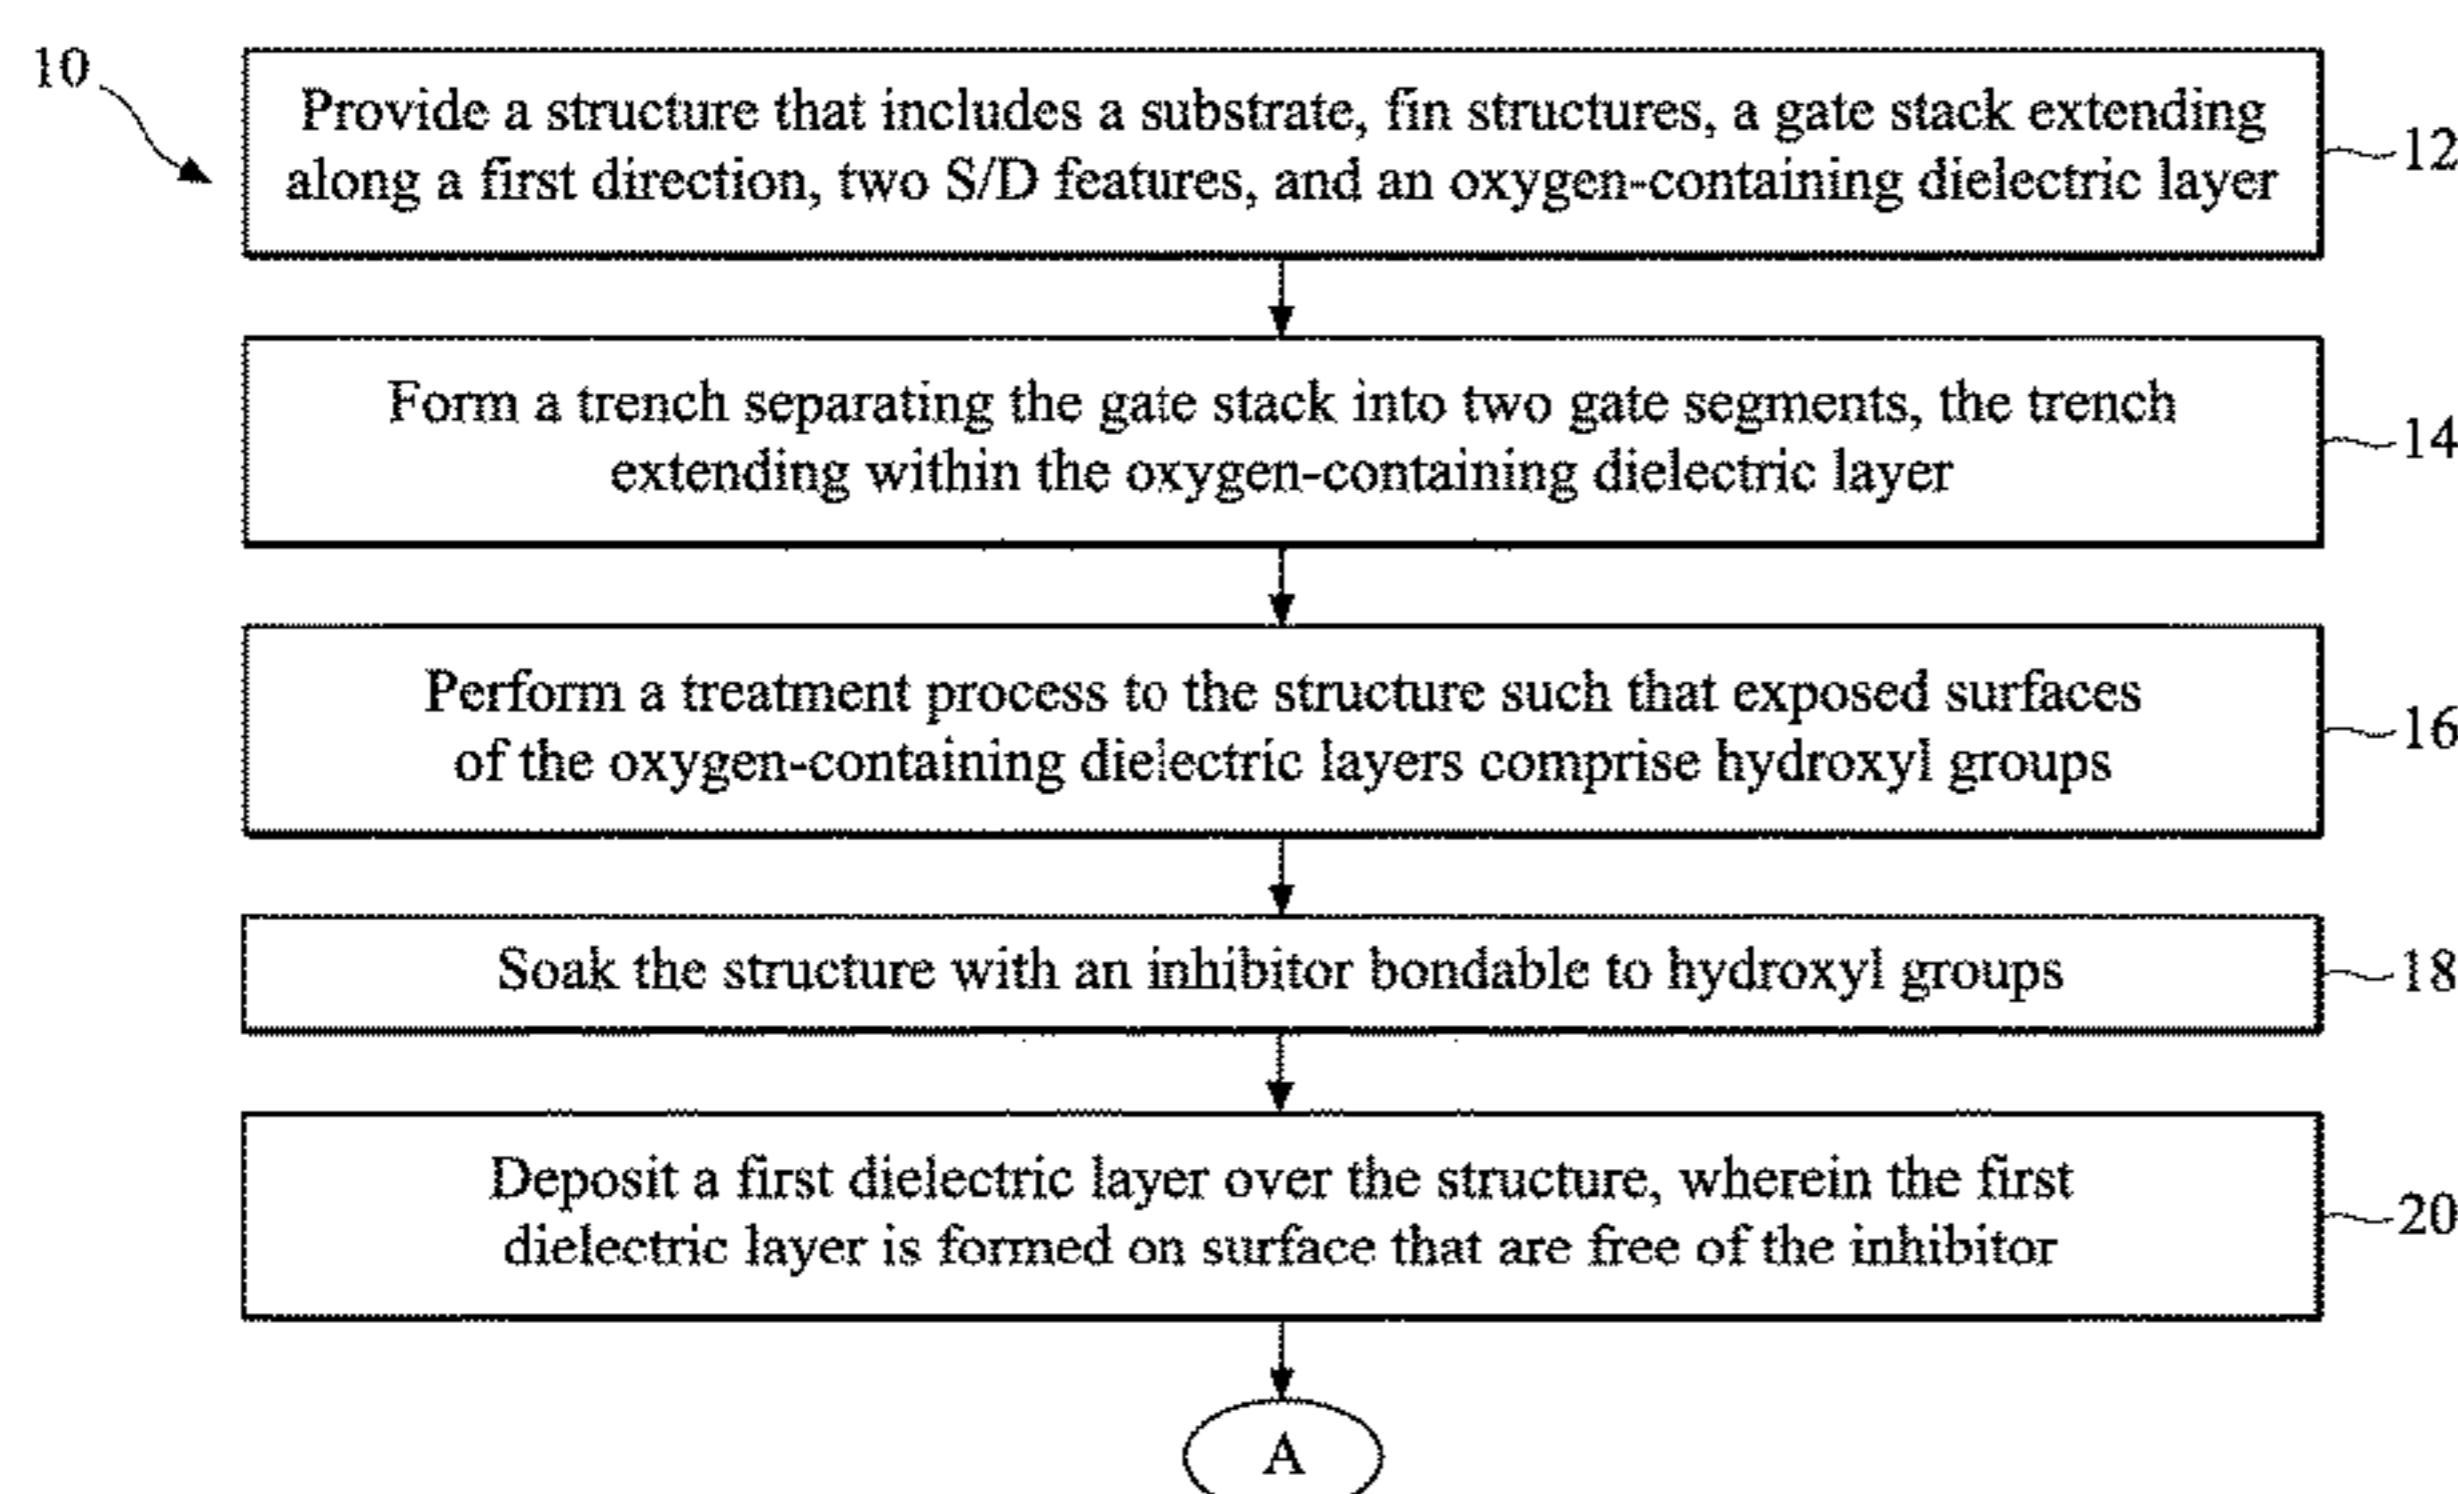 10
Provide a structure that includes a substrate, fin structures, a gate stack extending
along a first direction, two S/D features, and an oxygen-containing dielectric layer
12
Form a trench separating the gate stack into two gate segments, the trench
extending within the oxygen-containing dielectric layer
14
Perform a treatment process to the structure such that exposed surfaces
of the oxygen-containing dielectric layers comprise hydroxyl groups
16
Soak the structure with an inhibitor bondable to hydroxyl groups
18
Deposit a first dielectric layer over the structure, wherein the first
dielectric layer is formed on surface that are free of the inhibitor
20
A